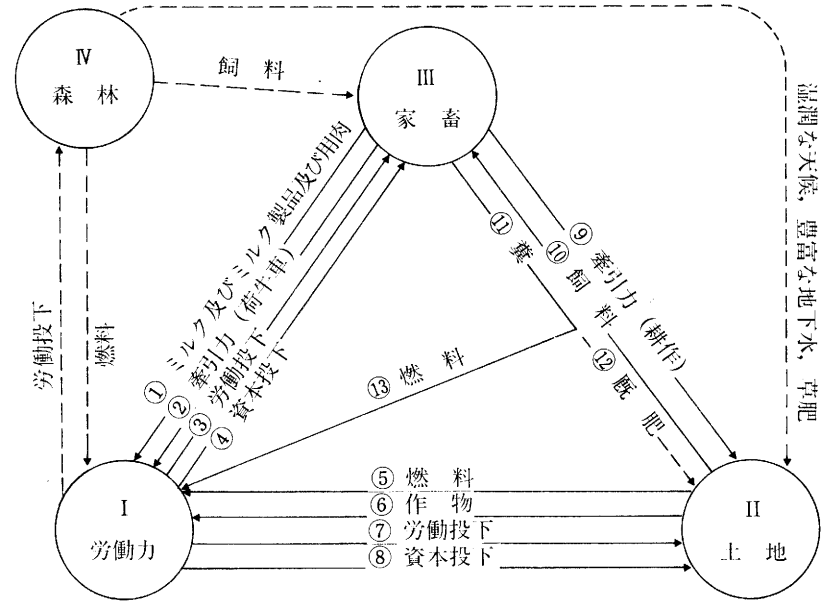 Ⅳ
森林
飼料
Ⅲ
家畜
湿潤な天候，豊富な地下水，草肥
労働投下
燃料
① ミルク及びミルク製品及び用肉
② 牽引力（荷牛車）
③ 労働投下
④ 資本投下
⑨ 牽引力（耕作）
⑩ 飼料
⑪ 糞
⑫ 厩肥
⑬ 燃料
Ⅰ
労働力
⑤ 燃料
⑥ 作物
⑦ 労働投下
⑧ 資本投下
Ⅱ
土地